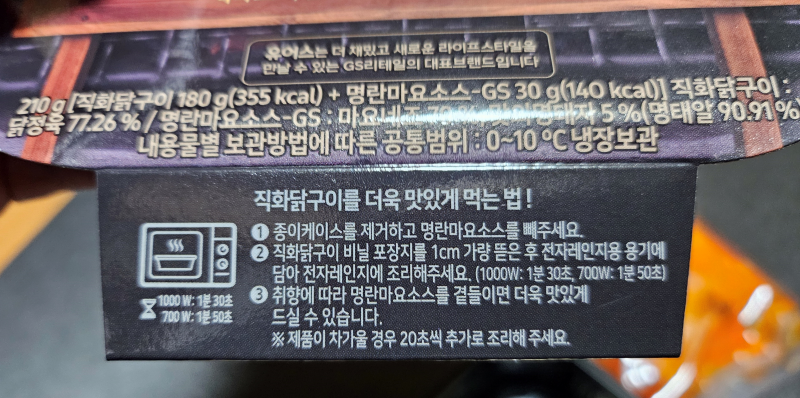 유어스는 더 재밌고 새로운 라이프스타일을
만날 수 있는 GS리테일의 대표브랜드입니다
210 g [직화닭구이 180 g(355 kcal) + 명란마요소스-GS 30 g(140 kcal)] 직화닭구이 :
닭정육 77.26 % / 명란마요소스-GS : 5 %(명태알 90.91 %)
내용물별 보관방법에 따른 공통범위 : 0~10 ℃ 냉장보관
직화닭구이를 더욱 맛있게 먹는 법!
1 종이케이스를 제거하고 명란마요소스를 빼주세요.
2 직화닭구이 비닐 포장지를 1cm 가량 뜯은 후 전자레인지용 용기에
담아 전자레인지에 조리해주세요. (1000W: 1분 30초, 700W: 1분 50초)
3 취향에 따라 명란마요소스를 곁들이면 더욱 맛있게
드실 수 있습니다.
※ 제품이 차가울 경우 20초씩 추가로 조리해 주세요.
1000 W: 1분 30초
700 W: 1분 50초